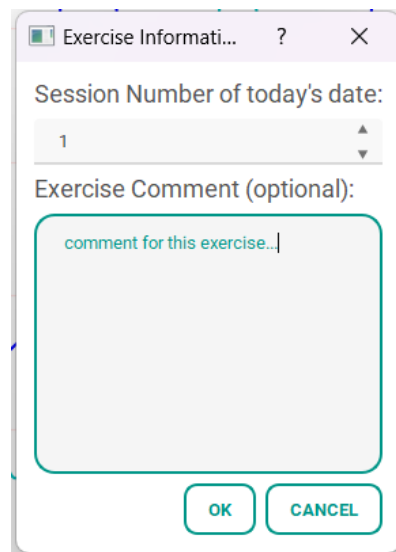 Exercise Informati... ?
Session Number of today's date:
1
Exercise Comment (optional):
comment for this exercise...
OK CANCEL